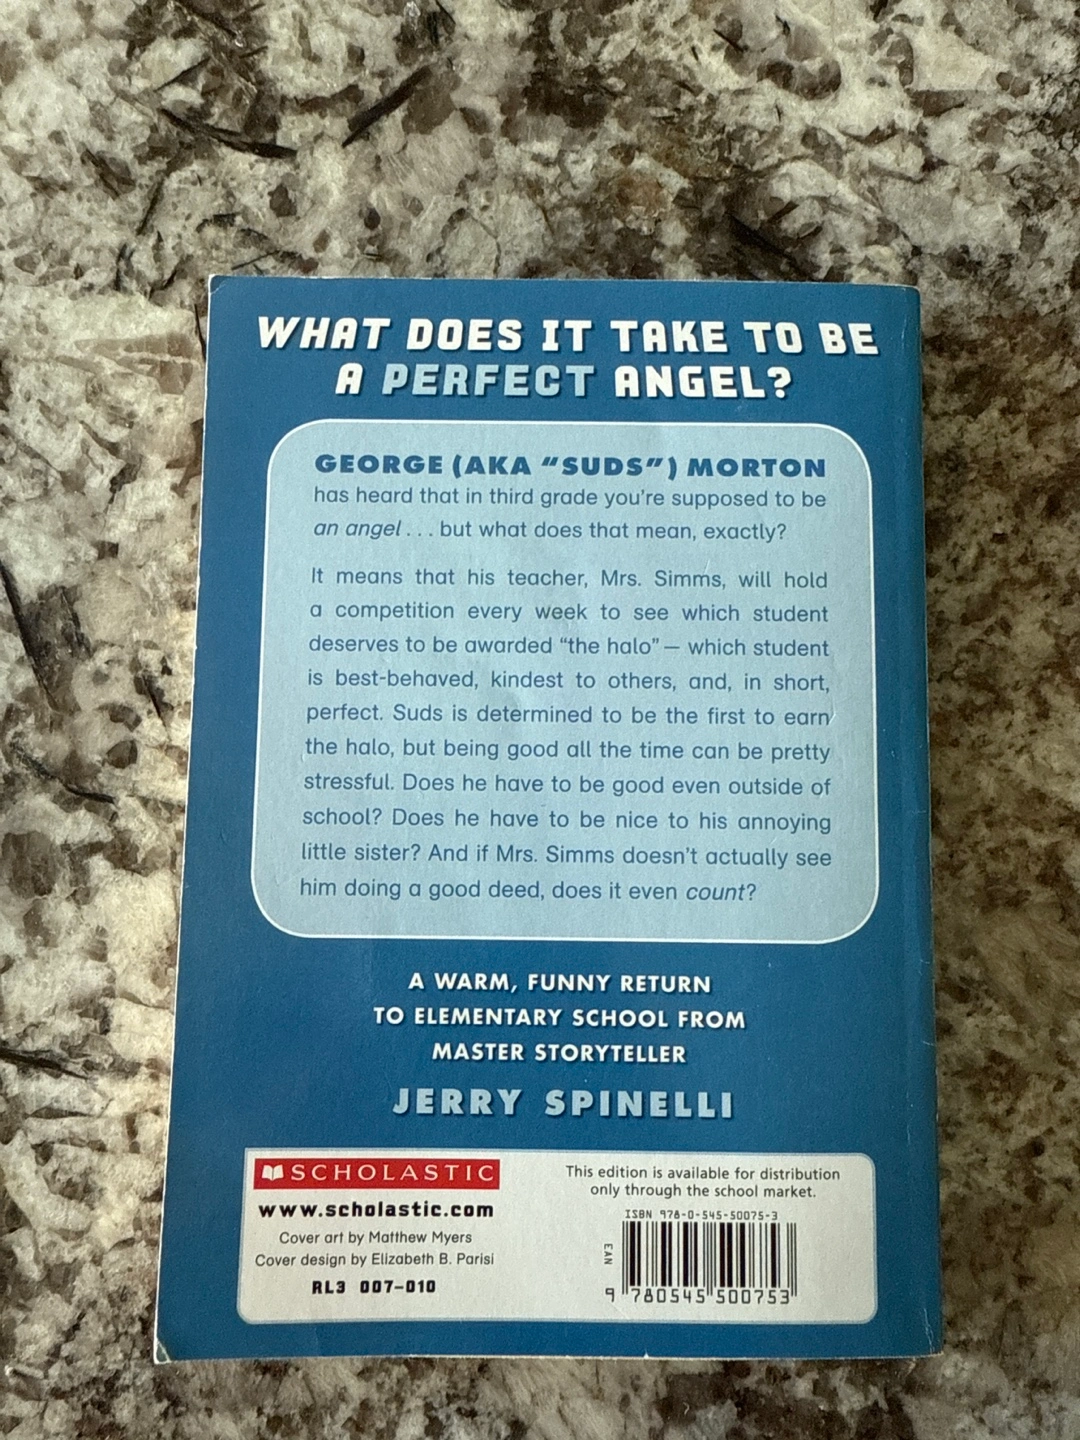 WHAT DOES IT TAKE TO BE
A PERFECT ANGEL?
GEORGE (AKA “SUDS”) MORTON
has heard that in third grade you’re supposed to be
an angel . . . but what does that mean, exactly?
It means that his teacher, Mrs. Simms, will hold
a competition every week to see which student
deserves to be awarded “the halo” — which student
is best-behaved, kindest to others, and, in short,
perfect. Suds is determined to be the first to earn
the halo, but being good all the time can be pretty
stressful. Does he have to be good even outside of
school? Does he have to be nice to his annoying
little sister? And if Mrs. Simms doesn’t actually see
him doing a good deed, does it even count?
A WARM, FUNNY RETURN
TO ELEMENTARY SCHOOL FROM
MASTER STORYTELLER
JERRY SPINELLI
SCHOLASTIC
www.scholastic.com
Cover art by Matthew Myers
Cover design by Elizabeth B. Parisi
RL3 007–010
This edition is available for distribution
only through the school market.
ISBN 978-0-545-50075-3
EAN
9 780545 500753